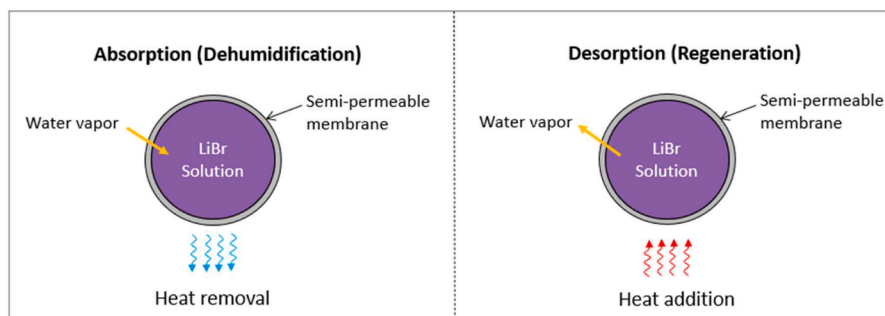 Absorption (Dehumidification)
Semi-permeable
membrane
Water vapor
LiBr
Solution
Heat removal
Desorption (Regeneration)
Semi-permeable
membrane
Water vapor
LiBr
Solution
Heat addition